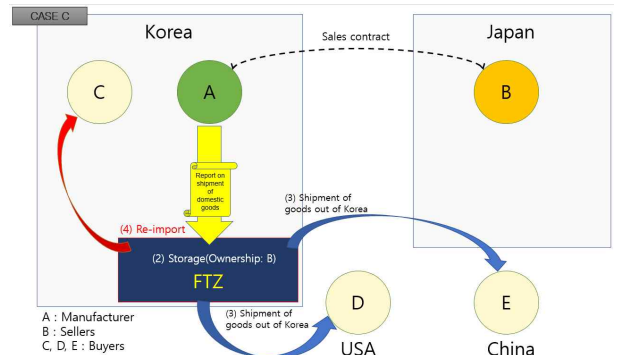 CASE C
Korea
Japan
Sales contract
C
A
B
Report on
shipment
of
domestic
goods
(3) Shipment of
goods out of Korea
(4) Re-import
(2) Storage(Ownership: B)
FTZ
(3) Shipment of
goods out of Korea
D
E
A : Manufacturer
B : Sellers
C, D, E : Buyers
USA
China